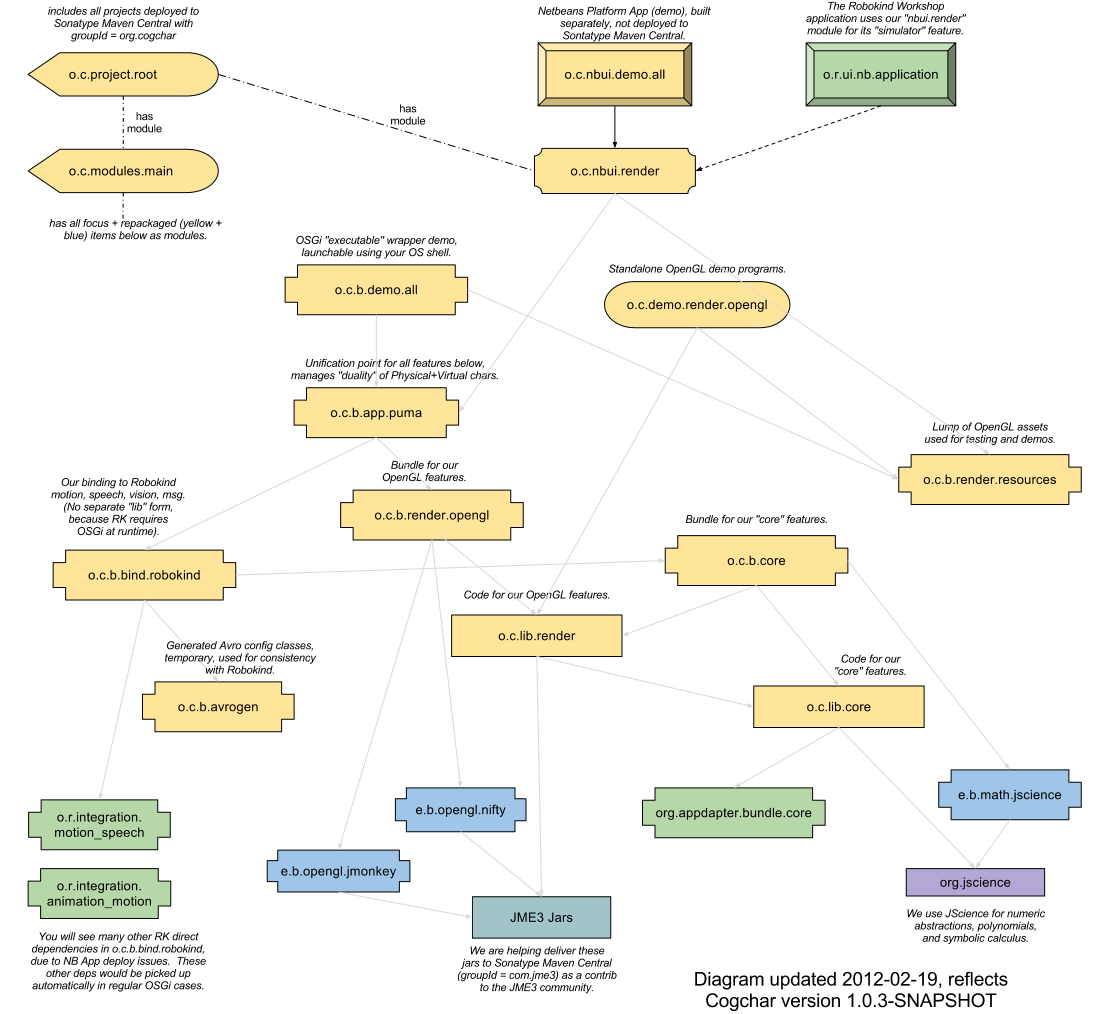 includes all projects deployed to
Sonatype Maven Central with
groupId = org.cogchar
Netbeans Platform App (demo), built
separately, not deployed to
Sontatype Maven Central.
The Robokind Workshop
application uses our "nbui.render"
module for its "simulator" feature.
o.c.project.root
o.c.nbui.demo.all
o.r.ui.nb.application
has
module
has
module
o.c.modules.main
o.c.nbui.render
has all focus + repackaged (yellow +
blue) items below as modules.
OSGi "executable" wrapper demo,
launchable using your OS shell.
o.c.b.demo.all
Standalone OpenGL demo programs.
o.c.demo.render.opengl
Unification point for all features below,
manages "duality" of Physical+Virtual chars.
o.c.b.app.puma
Lump of OpenGL assets
used for testing and demos.
o.c.b.render.resources
Bundle for our
OpenGL features.
o.c.b.render.opengl
Our binding to Robokind
motion, speech, vision, msg.
(No separate "lib" form,
because RK requires
OSGi at runtime).
o.c.b.bind.robokind
Bundle for our "core" features.
o.c.b.core
Code for our OpenGL features.
o.c.lib.render
Generated Avro config classes,
temporary, used for consistency
with Robokind.
o.c.b.avrogen
Code for our
"core" features.
o.c.lib.core
o.r.integration.
motion_speech
e.b.opengl.nifty
org.appdapter.bundle.core
e.b.math.jscience
e.b.opengl.jmonkey
o.r.integration.
animation_motion
org.jscience
JME3 Jars
We use JScience for numeric
abstractions, polynomials,
and symbolic calculus.
You will see many other RK direct
dependencies in o.c.b.bind.robokind,
due to NB App deploy issues.  These
other deps would be picked up
automatically in regular OSGi cases.
We are helping deliver these
jars to Sonatype Maven Central
(groupId = com.jme3) as a contrib
to the JME3 community.
Diagram updated 2012-02-19, reflects
Cogchar version 1.0.3-SNAPSHOT